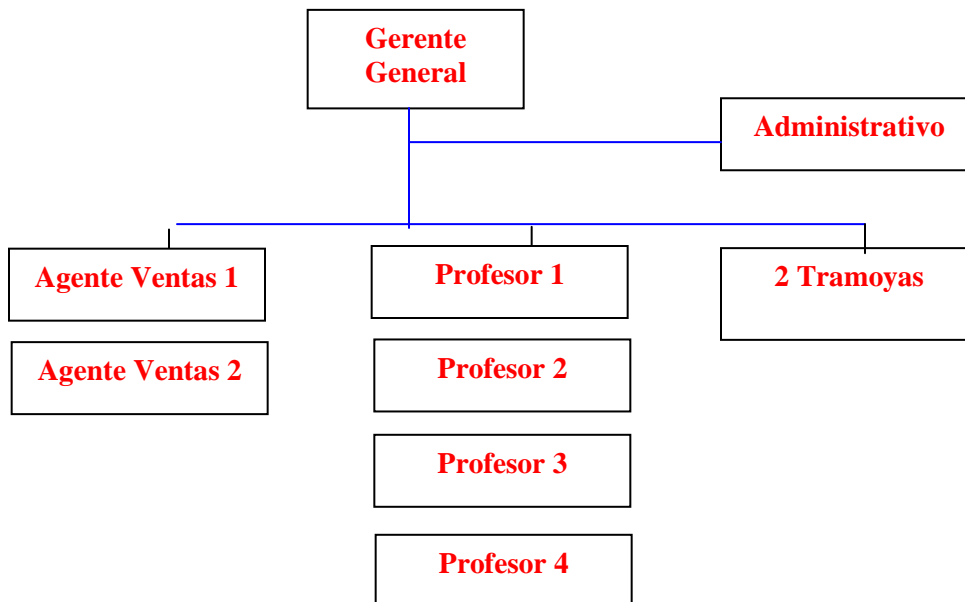 Gerente
General
Administrativo
Agente Ventas 1
Profesor 1
2 Tramoyas
Agente Ventas 2
Profesor 2
Profesor 3
Profesor 4